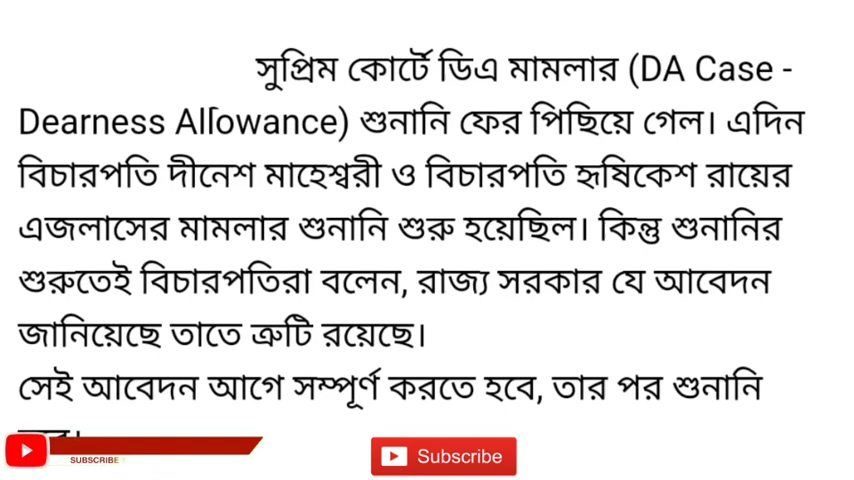 সুপ্রিম কোর্টে ডিএ মামলার (DA Case -
Dearness Allowance) শুনানি ফের পিছিয়ে গেল। এদিন
বিচারপতি দীনেশ মাহেশ্বরী ও বিচারপতি হৃষিকেশ রায়ের
এজলাসের মামলার শুনানি শুরু হয়েছিল। কিন্তু শুনানির
শুরুতেই বিচারপতিরা বলেন, রাজ্য সরকার যে আবেদন
জানিয়েছে তাতে ত্রুটি রয়েছে।
সেই আবেদন আগে সম্পূর্ণ করতে হবে, তার পর শুনানি
SUBSCRIBE
Subscribe